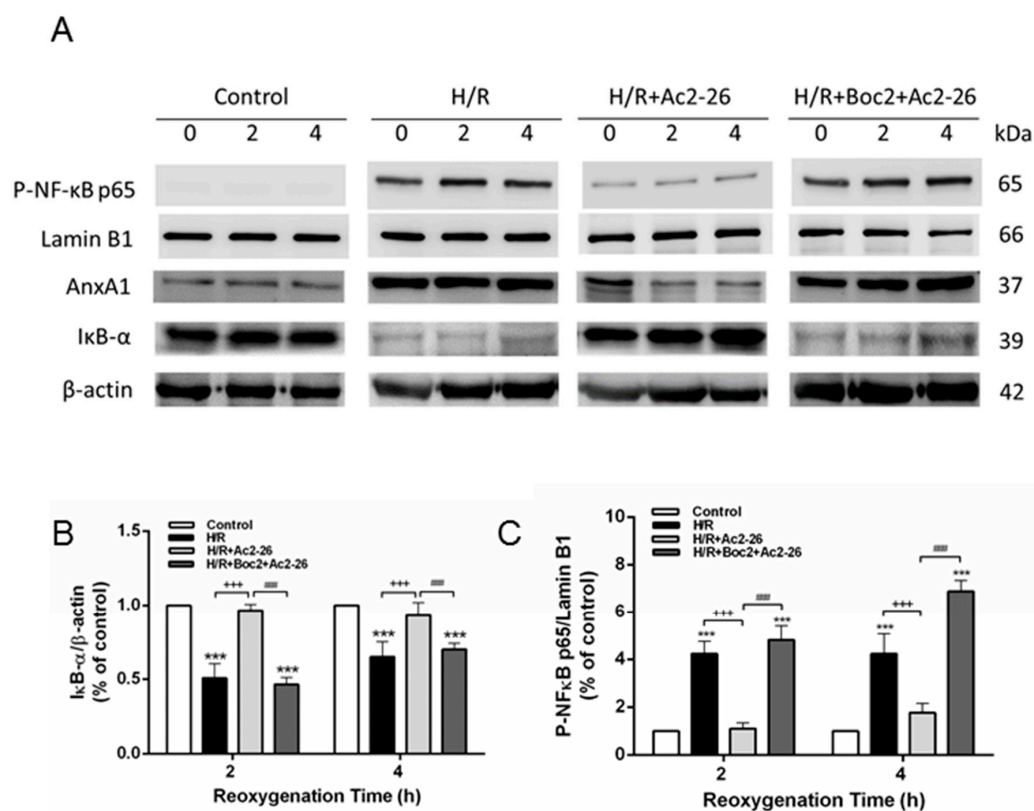 A
Control H/R H/R+Ac2-26 H/R+Boc2+Ac2-26
0 2 4 0 2 4 0 2 4 0 2 4 kDa
P-NF-κB p65 65
Lamin B1 66
AnxA1 37
IκB-α 39
β-actin 42
B
Control
H/R
H/R+Ac2-26
H/R+Boc2+Ac2-26
IκB-α/β-actin
(% of control)
1.5
1.0
0.5
0.0
+++ ### +++ ###
*** *** *** ***
2 4
Reoxygenation Time (h)
C
Control
H/R
H/R+Ac2-26
H/R+Boc2+Ac2-26
P-NFκB p65/Lamin B1
(% of control)
10
8
6
4
2
0
### *** +++ ### *** *** +++ ***
2 4
Reoxygenation Time (h)